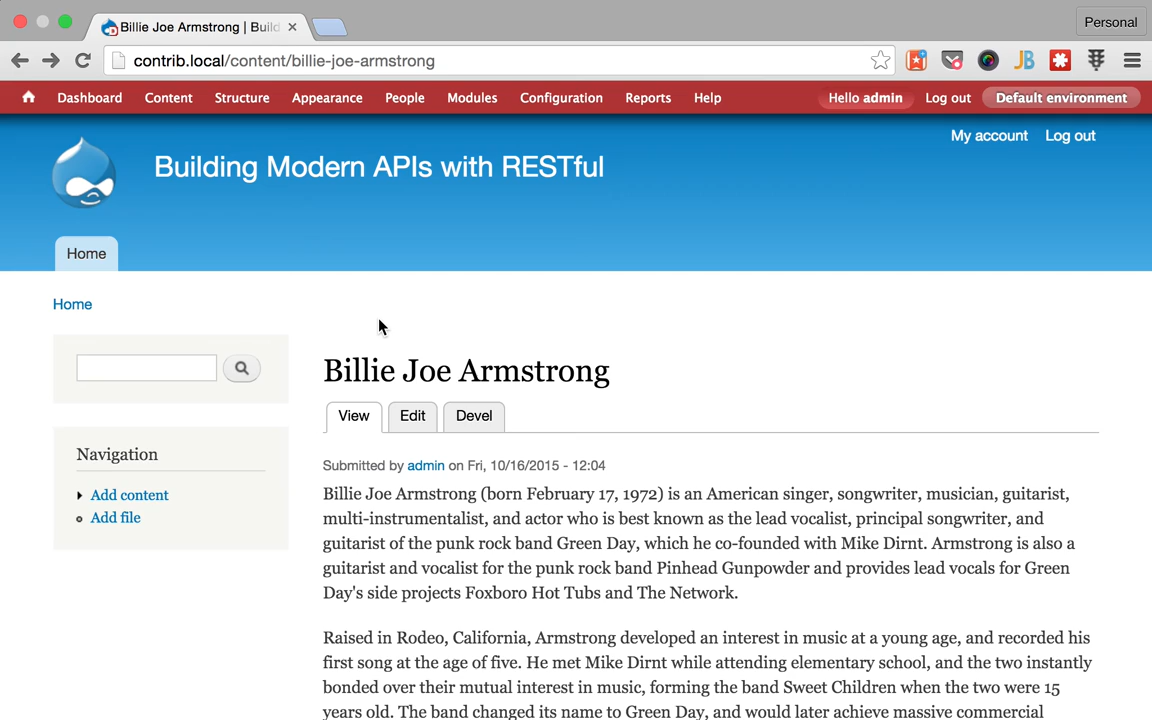 Billie Joe Armstrong | Build
Personal
contrib.local/content/billie-joe-armstrong
JB
Dashboard Content Structure Appearance People Modules Configuration Reports Help Hello admin Log out Default environment
My account Log out
Building Modern APIs with RESTful
Home
Home
Billie Joe Armstrong
View Edit Devel
Navigation
Add content
Add file
Submitted by admin on Fri, 10/16/2015 - 12:04
Billie Joe Armstrong (born February 17, 1972) is an American singer, songwriter, musician, guitarist,
multi-instrumentalist, and actor who is best known as the lead vocalist, principal songwriter, and
guitarist of the punk rock band Green Day, which he co-founded with Mike Dirnt. Armstrong is also a
guitarist and vocalist for the punk rock band Pinhead Gunpowder and provides lead vocals for Green
Day's side projects Foxboro Hot Tubs and The Network.
Raised in Rodeo, California, Armstrong developed an interest in music at a young age, and recorded his
first song at the age of five. He met Mike Dirnt while attending elementary school, and the two instantly
bonded over their mutual interest in music, forming the band Sweet Children when the two were 15
years old. The band changed its name to Green Day, and would later achieve massive commercial